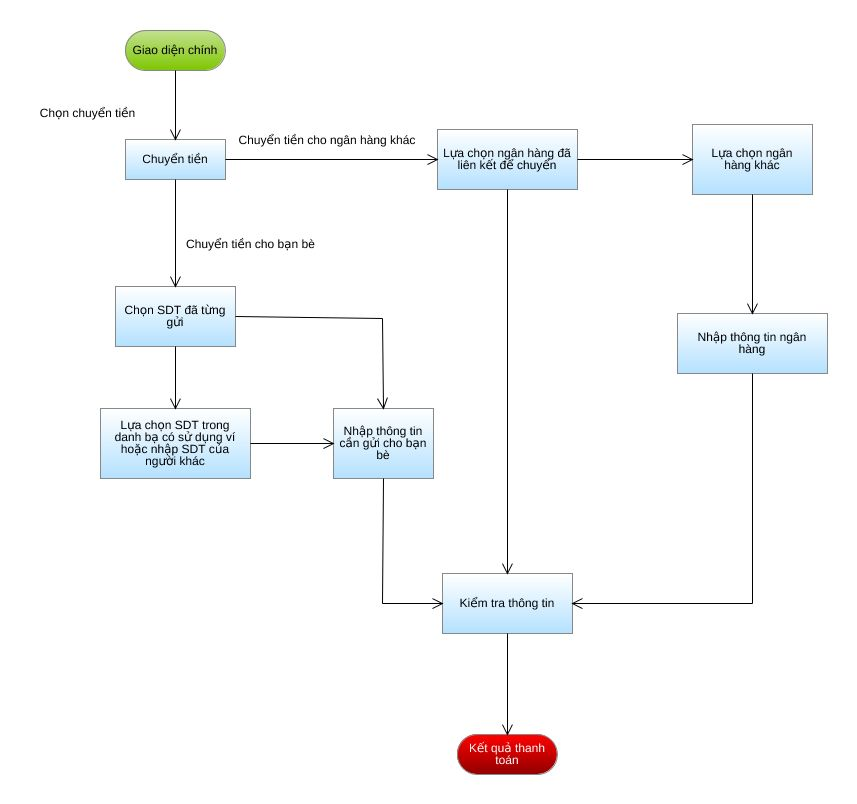 Giao diện chính
Chọn chuyển tiền
Chuyển tiền
Chuyển tiền cho ngân hàng khác
Lựa chọn ngân hàng đã
liên kết để chuyển
Lựa chọn ngân
hàng khác
Chuyển tiền cho bạn bè
Chọn SDT đã từng
gửi
Nhập thông tin ngân
hàng
Lựa chọn SDT trong
danh bạ có sử dụng ví
hoặc nhập SDT của
người khác
Nhập thông tin
cần gửi cho bạn
bè
Kiểm tra thông tin
Kết quả thanh
toán